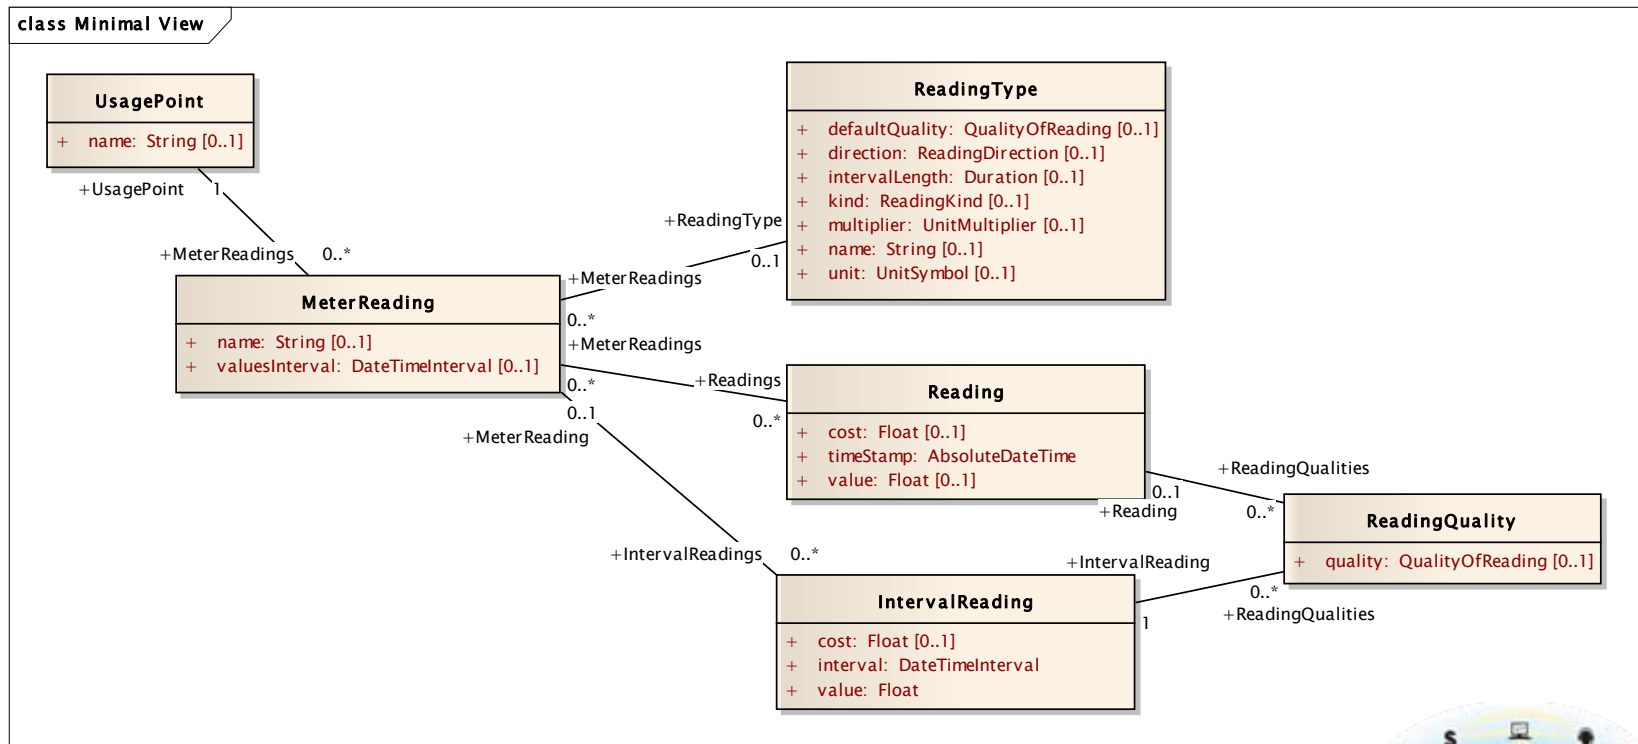 class Minimal View
UsagePoint
+ name: String [0..1]
+UsagePoint 1
+MeterReadings 0..*
MeterReading
+ name: String [0..1]
+ valuesInterval: DateTimeInterval [0..1]
ReadingType
+ defaultQuality: QualityOfReading [0..1]
+ direction: ReadingDirection [0..1]
+ intervalLength: Duration [0..1]
+ kind: ReadingKind [0..1]
+ multiplier: UnitMultiplier [0..1]
+ name: String [0..1]
+ unit: UnitSymbol [0..1]
+ReadingType
0..1
+MeterReadings
0..*
+MeterReadings
0..*
+Readings
0..*
0..1
+MeterReading
Reading
+ cost: Float [0..1]
+ timeStamp: AbsoluteDateTime
+ value: Float [0..1]
0..1
+Reading
+ReadingQualities
0..*
ReadingQuality
+ quality: QualityOfReading [0..1]
+IntervalReadings 0..*
IntervalReading
+ cost: Float [0..1]
+ interval: DateTimeInterval
+ value: Float
+IntervalReading
1
0..*
+ReadingQualities